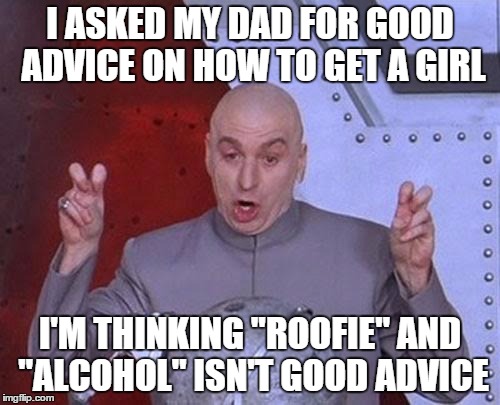 I ASKED MY DAD FOR GOOD
ADVICE ON HOW TO GET A GIRL
I'M THINKING "ROOFIE" AND
"ALCOHOL" ISN'T GOOD ADVICE
imgflip.com